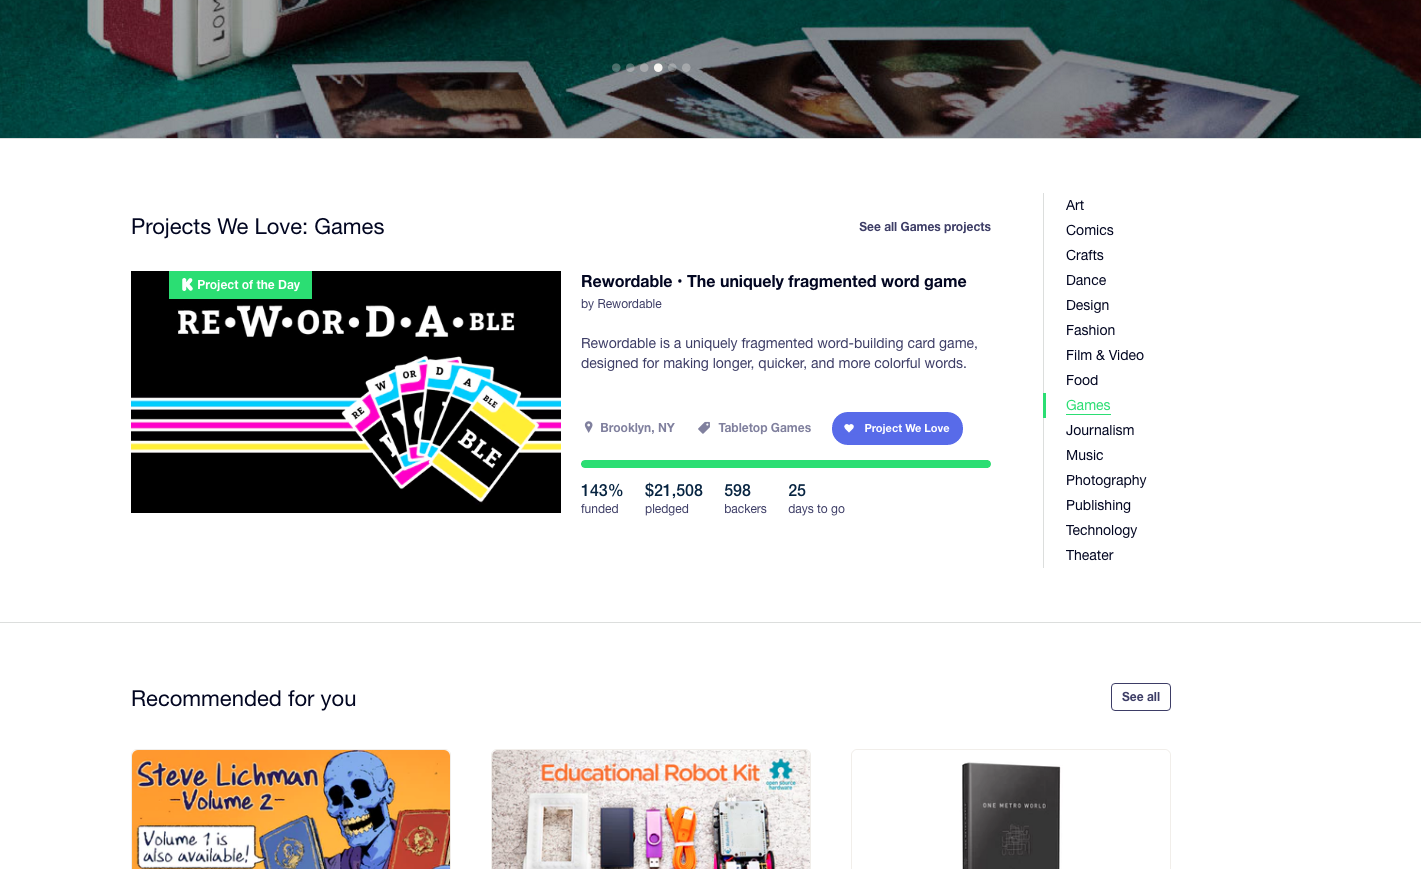 LOM
Projects We Love: Games
See all Games projects
Project of the Day
RE•W•OR•D•A•BLE
RE
W
OR
D
A
BLE
BLE
Rewordable • The uniquely fragmented word game
by Rewordable
Rewordable is a uniquely fragmented word-building card game,
designed for making longer, quicker, and more colorful words.
Brooklyn, NY
Tabletop Games
Project We Love
143%
funded
$21,508
pledged
598
backers
25
days to go
Art
Comics
Crafts
Dance
Design
Fashion
Film & Video
Food
Games
Journalism
Music
Photography
Publishing
Technology
Theater
Recommended for you
See all
Steve Lichman
-Volume 2-
Volume 1 is
also available!
Educational Robot Kit
open source
hardware
ONE METRO WORLD